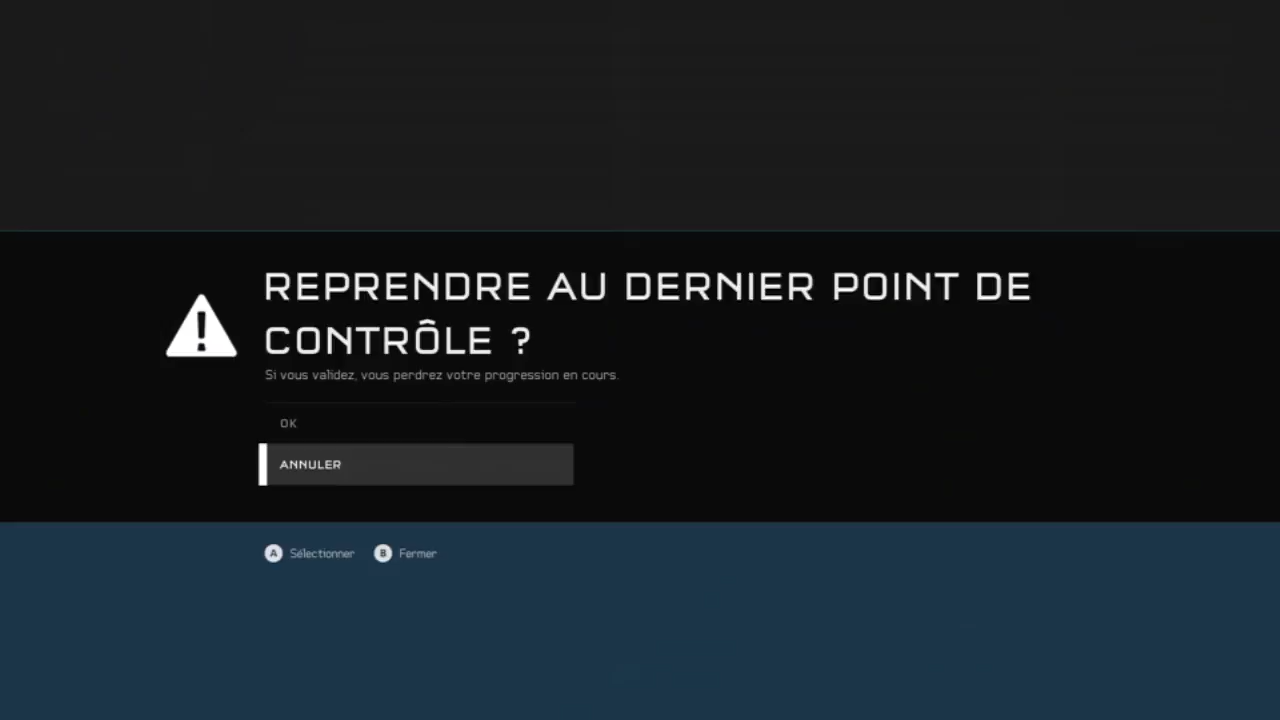 REPRENDRE AU DERNIER POINT DE
CONTRÔLE ?
Si vous validez, vous perdrez votre progression en cours.
OK
ANNULER
A Sélectionner B Fermer